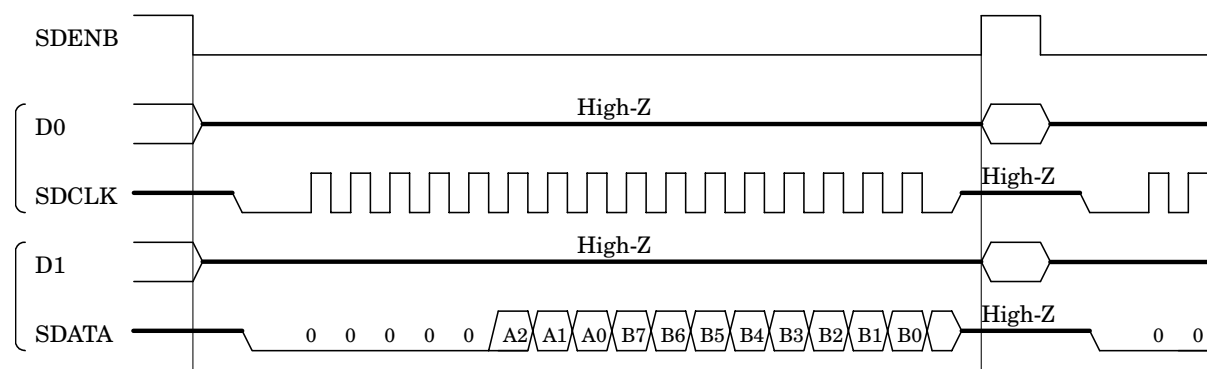 SDENB
High-Z
D0
High-Z
SDCLK
High-Z
D1
High-Z
SDATA 0 0 0 0 0 A2 A1 A0 B7 B6 B5 B4 B3 B2 B1 B0 0 0